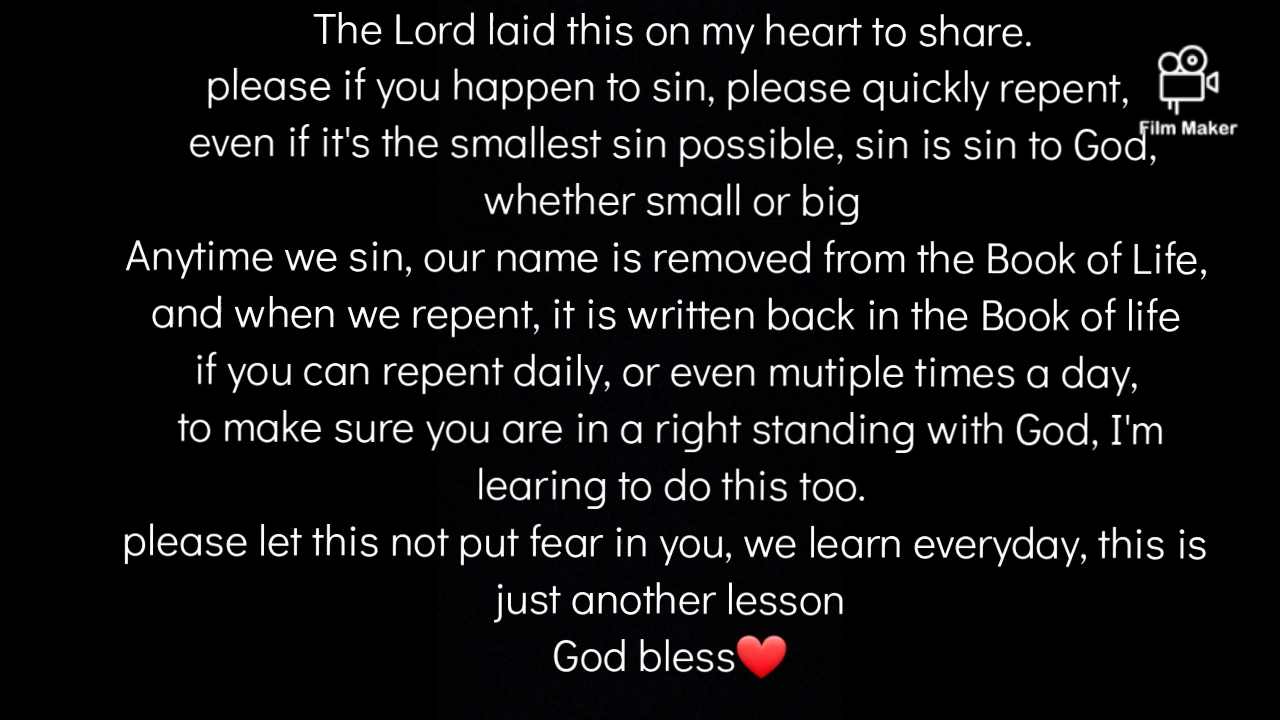 The Lord laid this on my heart to share.
please if you happen to sin, please quickly repent,
Film Maker
even if it's the smallest sin possible, sin is sin to God,
whether small or big
Anytime we sin, our name is removed from the Book of Life,
and when we repent, it is written back in the Book of life
if you can repent daily, or even mutiple times a day,
to make sure you are in a right standing with God, I'm
learing to do this too.
please let this not put fear in you, we learn everyday, this is
just another lesson
God bless❤️